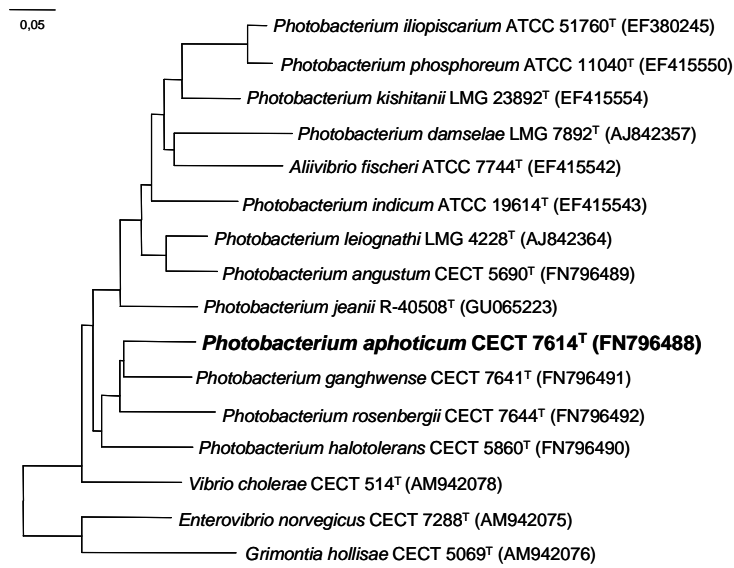 0,05
Photobacterium iliopiscarium ATCC 51760ᵀ (EF380245)
Photobacterium phosphoreum ATCC 11040ᵀ (EF415550)
Photobacterium kishitanii LMG 23892ᵀ (EF415554)
Photobacterium damselae LMG 7892ᵀ (AJ842357)
Aliivibrio fischeri ATCC 7744ᵀ (EF415542)
Photobacterium indicum ATCC 19614ᵀ (EF415543)
Photobacterium leiognathi LMG 4228ᵀ (AJ842364)
Photobacterium angustum CECT 5690ᵀ (FN796489)
Photobacterium jeanii R-40508ᵀ (GU065223)
Photobacterium aphoticum CECT 7614ᵀ (FN796488)
Photobacterium ganghwense CECT 7641ᵀ (FN796491)
Photobacterium rosenbergii CECT 7644ᵀ (FN796492)
Photobacterium halotolerans CECT 5860ᵀ (FN796490)
Vibrio cholerae CECT 514ᵀ (AM942078)
Enterovibrio norvegicus CECT 7288ᵀ (AM942075)
Grimontia hollisae CECT 5069ᵀ (AM942076)